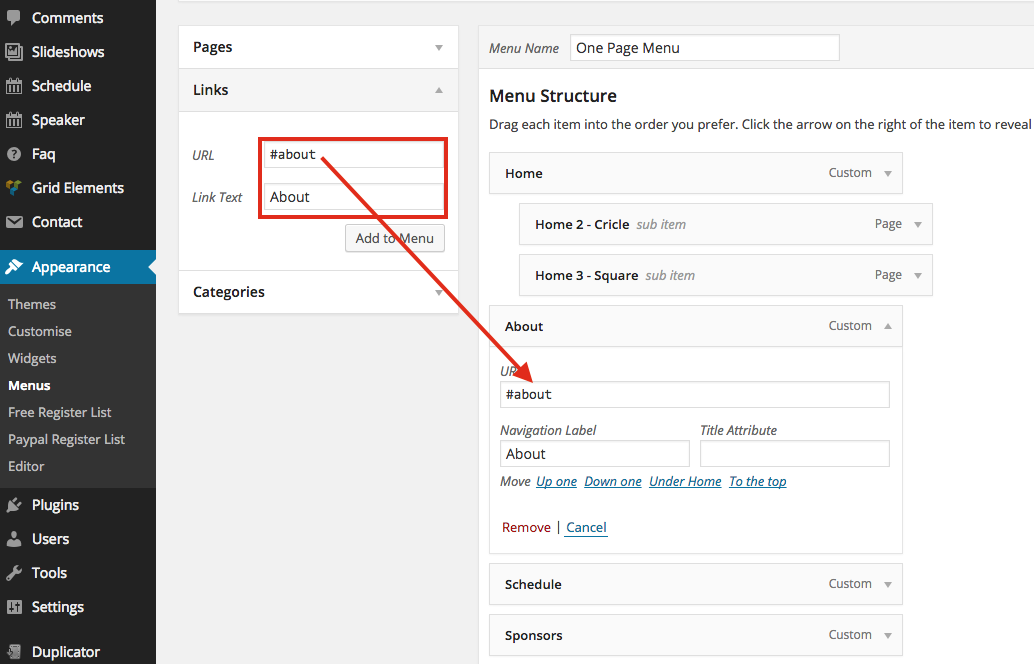 Comments
Slideshows
Schedule
Speaker
Faq
Grid Elements
Contact
Appearance
Themes
Customise
Widgets
Menus
Free Register List
Paypal Register List
Editor
Plugins
Users
Tools
Settings
Duplicator
Pages
Links
URL #about
Link Text About
Add to Menu
Categories
Menu Name One Page Menu
Menu Structure
Drag each item into the order you prefer. Click the arrow on the right of the item to reveal
Home Custom
Home 2 - Cricle sub item Page
Home 3 - Square sub item Page
About Custom
URL
#about
Navigation Label Title Attribute
About
Move Up one Down one Under Home To the top
Remove | Cancel
Schedule Custom
Sponsors Custom